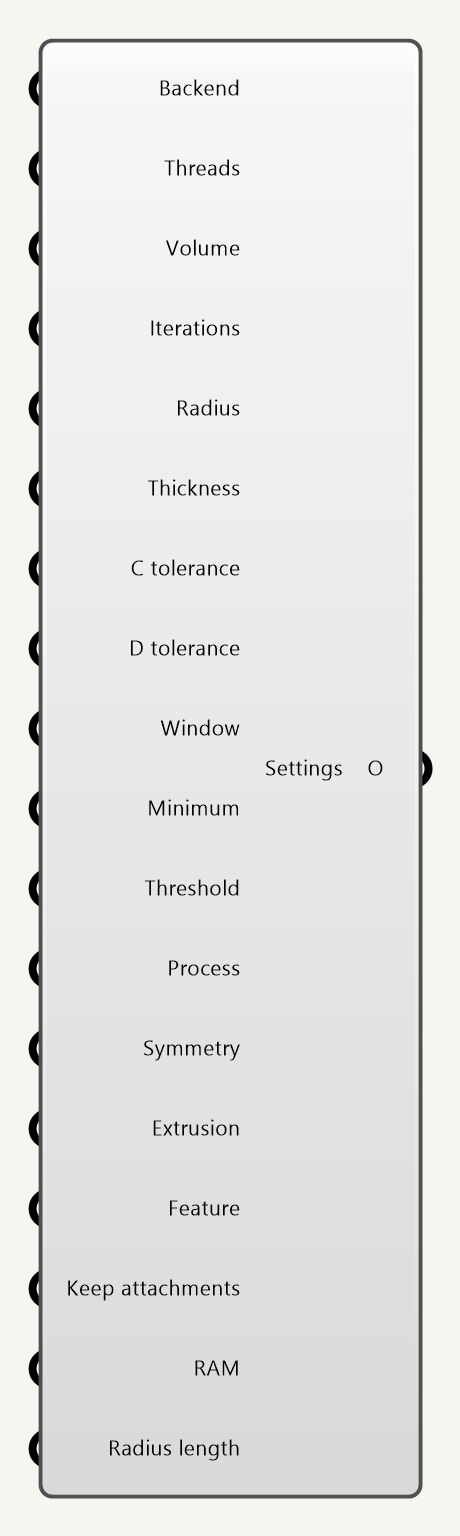 Backend
Threads
Volume
Iterations
Radius
Thickness
C tolerance
D tolerance
Window
Settings O
Minimum
Threshold
Process
Symmetry
Extrusion
Feature
Keep attachments
RAM
Radius length